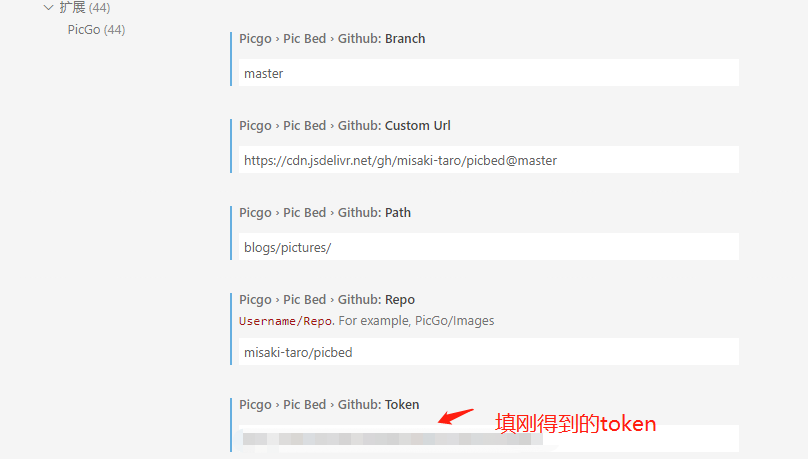 扩展 (44)
PicGo (44)
Picgo › Pic Bed › Github: Branch
master
Picgo › Pic Bed › Github: Custom Url
https://cdn.jsdelivr.net/gh/misaki-taro/picbed@master
Picgo › Pic Bed › Github: Path
blogs/pictures/
Picgo › Pic Bed › Github: Repo
Username/Repo. For example, PicGo/Images
misaki-taro/picbed
Picgo › Pic Bed › Github: Token
填刚得到的token